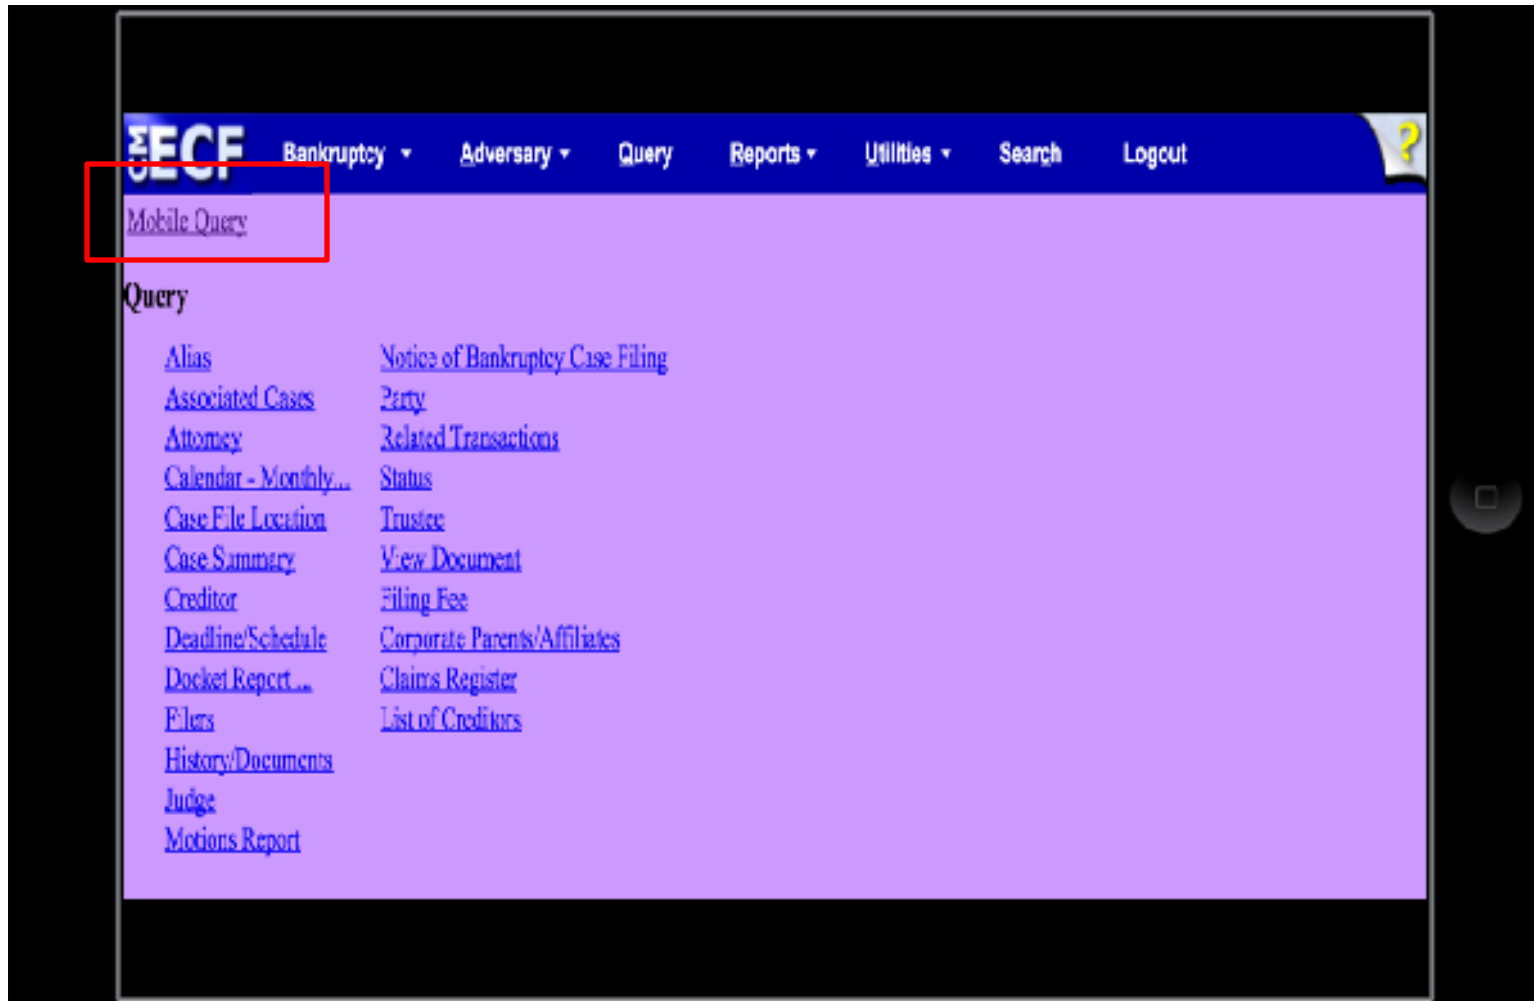 CM ECF Bankruptcy Adversary Query Reports Utilities Search Logout ?
Mobile Query
Query
Alias
Associated Cases
Attorney
Calendar - Monthly...
Case File Location
Case Summary
Creditor
Deadline/Schedule
Docket Report ...
Filers
History/Documents
Judge
Motions Report
Notice of Bankruptcy Case Filing
Party
Related Transactions
Status
Trustee
View Document
Filing Fee
Corporate Parents/Affiliates
Claims Register
List of Creditors